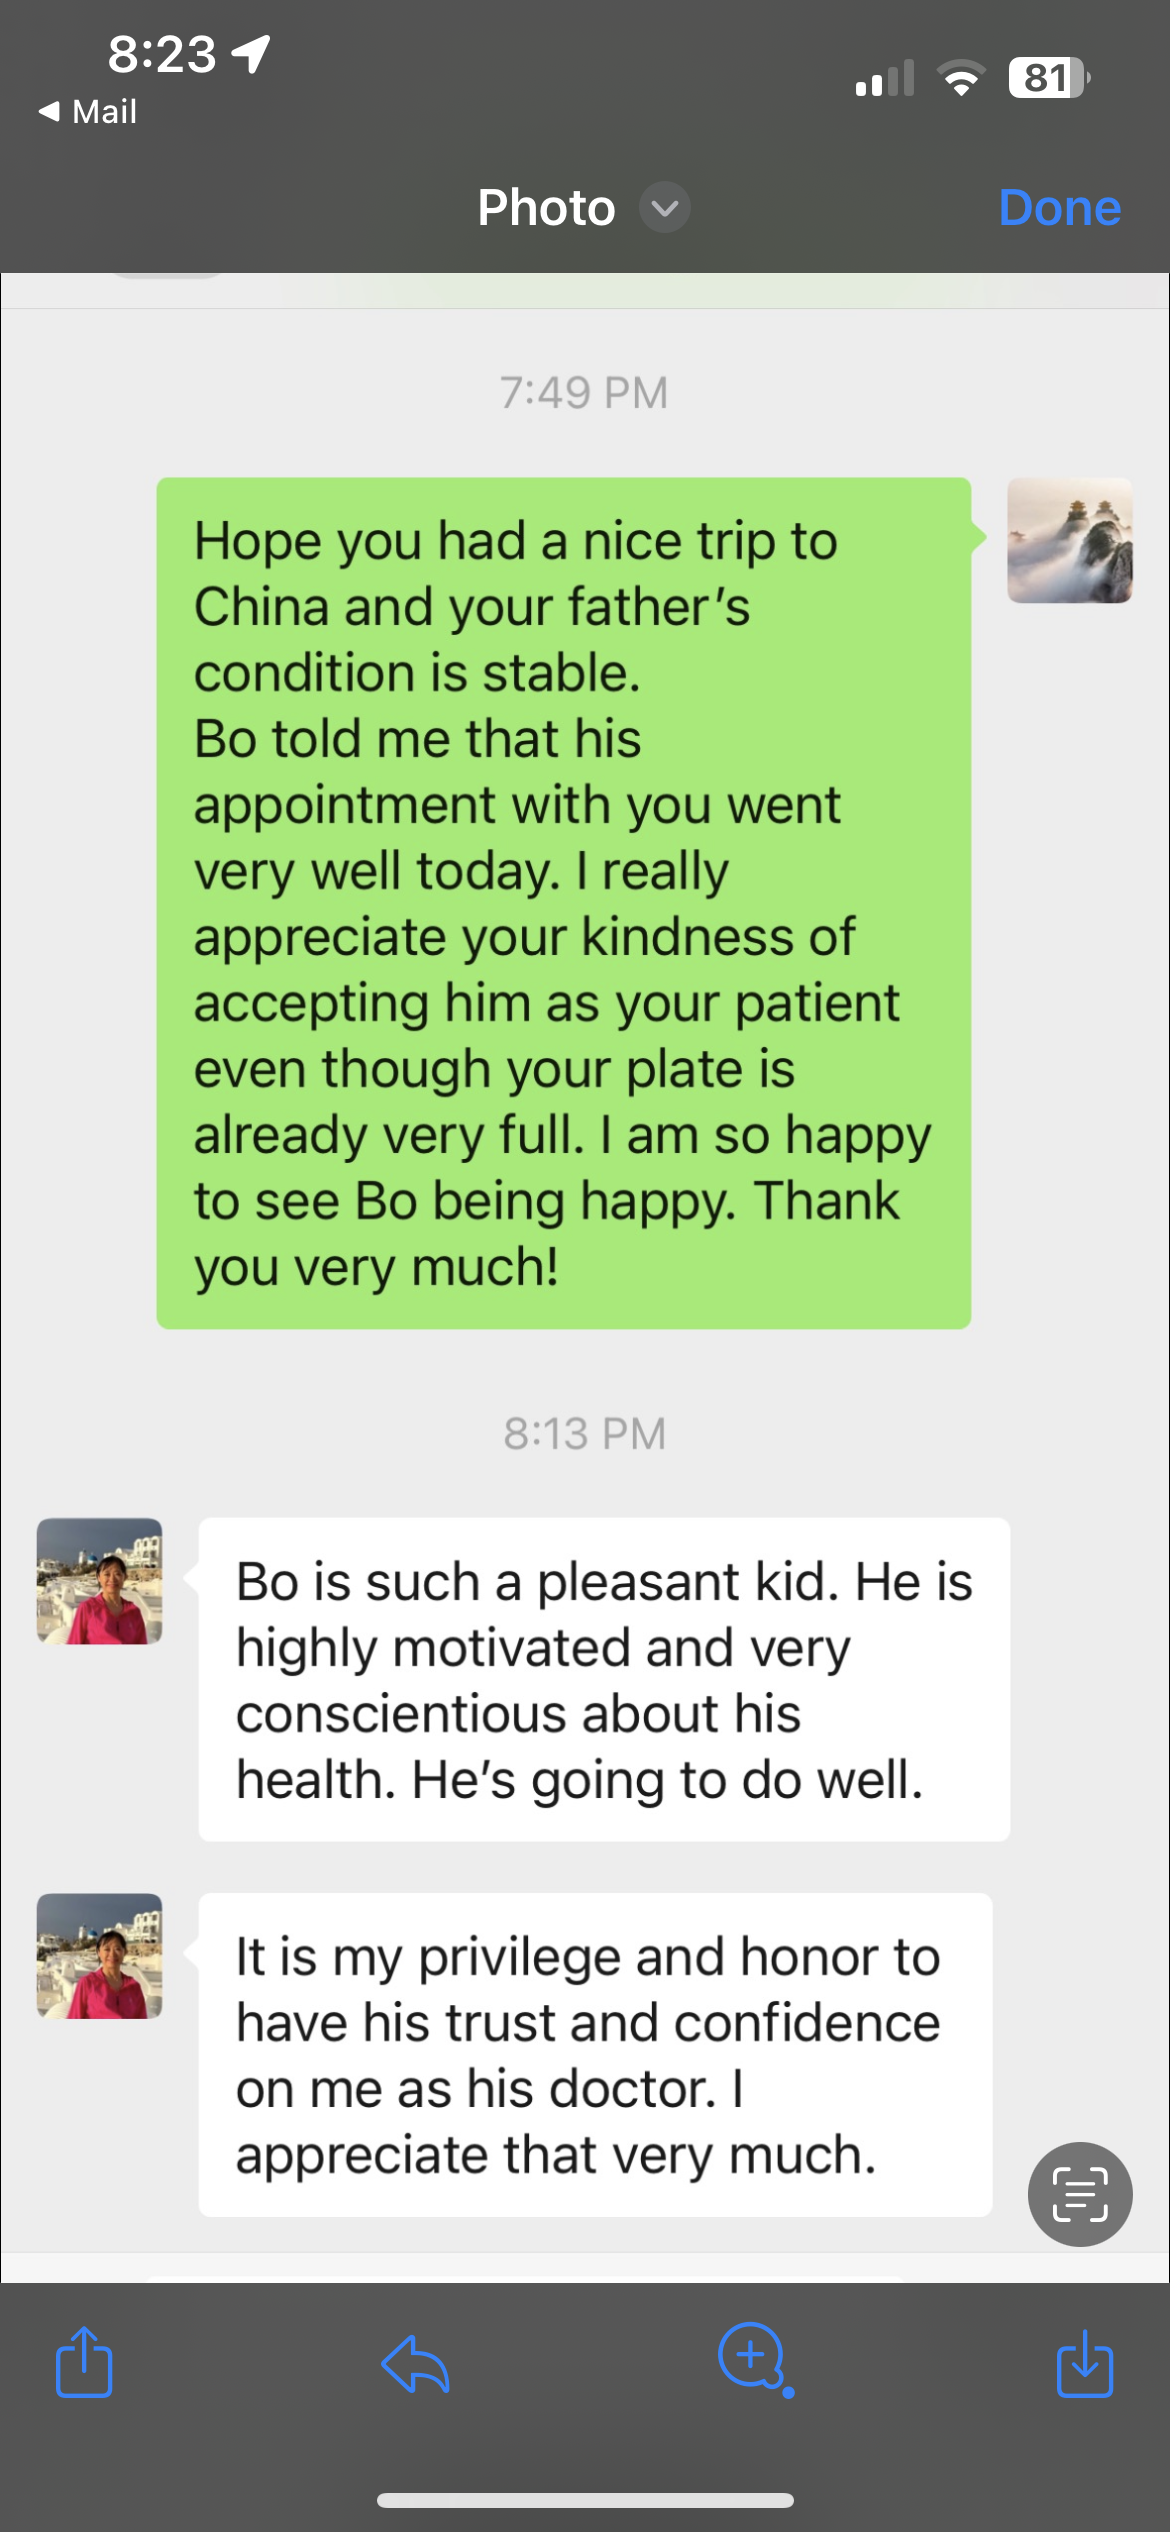 8:23
81
Mail
Photo
Done
7:49 PM
Hope you had a nice trip to
China and your father's
condition is stable.
Bo told me that his
appointment with you went
very well today. I really
appreciate your kindness of
accepting him as your patient
even though your plate is
already very full. I am so happy
to see Bo being happy. Thank
you very much!
8:13 PM
Bo is such a pleasant kid. He is
highly motivated and very
conscientious about his
health. He's going to do well.
It is my privilege and honor to
have his trust and confidence
on me as his doctor. I
appreciate that very much.